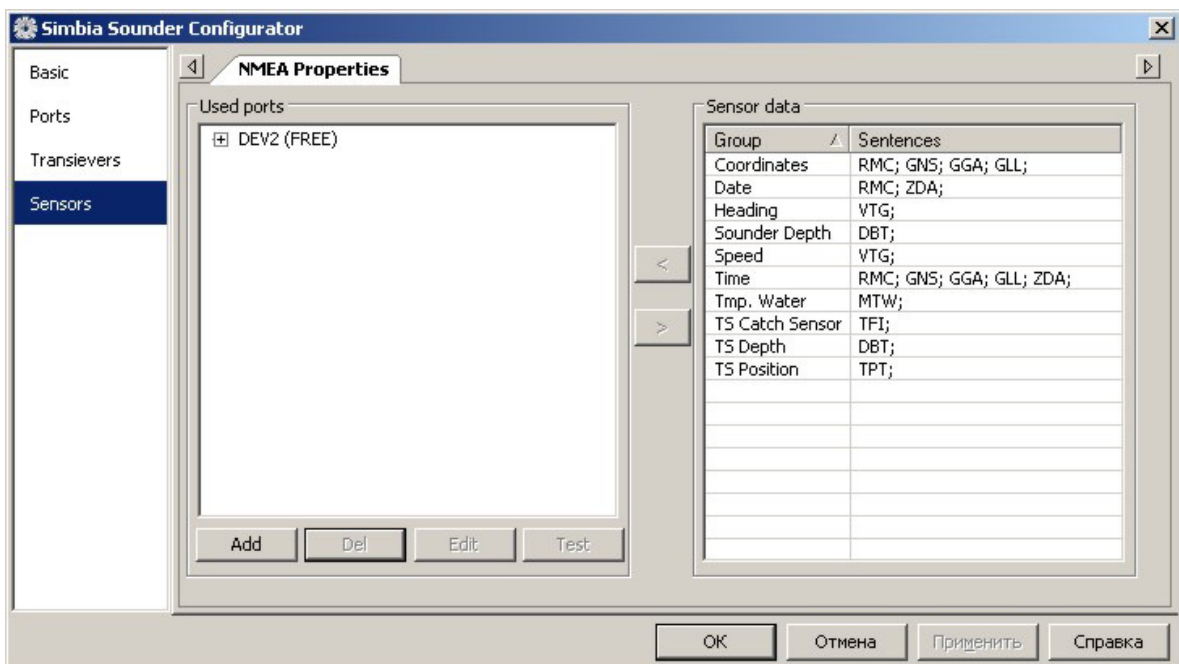 Simbia Sounder Configurator
Basic
Ports
Transievers
Sensors
NMEA Properties
Used ports
DEV2 (FREE)
Add Del Edit Test
<
>
Sensor data
Group Sentences
Coordinates RMC; GNS; GGA; GLL;
Date RMC; ZDA;
Heading VTG;
Sounder Depth DBT;
Speed VTG;
Time RMC; GNS; GGA; GLL; ZDA;
Tmp. Water MTW;
TS Catch Sensor TFI;
TS Depth DBT;
TS Position TPT;
OK Отмена Применить Справка